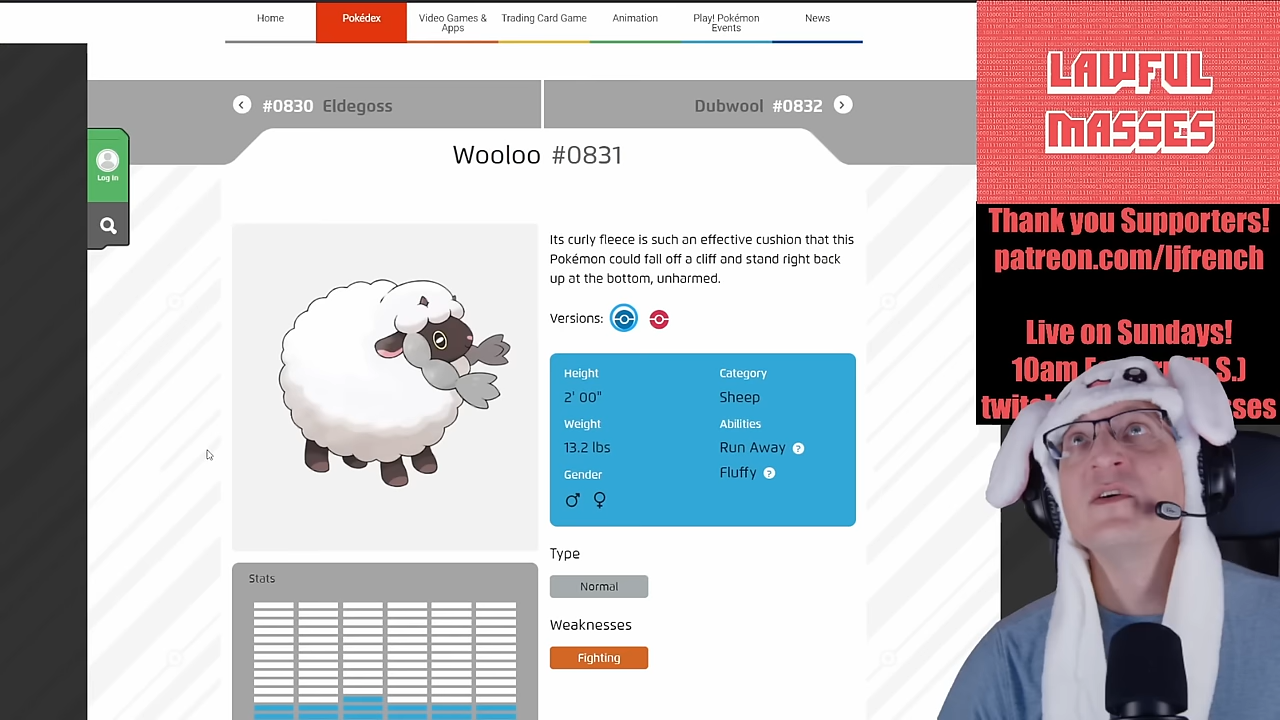 Home
Pokédex
Video Games &
Apps
Trading Card Game
Animation
Play! Pokémon
Events
News
#0830 Eldegoss
Dubwool #0832
Wooloo #0831
Log In
Its curly fleece is such an effective cushion that this
Pokémon could fall off a cliff and stand right back
up at the bottom, unharmed.
Versions:
Height
2' 00"
Weight
13.2 lbs
Gender
Category
Sheep
Abilities
Run Away ?
Fluffy ?
Type
Normal
Weaknesses
Fighting
Stats
LAWFUL
MASSES
Thank you Supporters!
patreon.com/ljfrench
Live on Sundays!
10am S.)